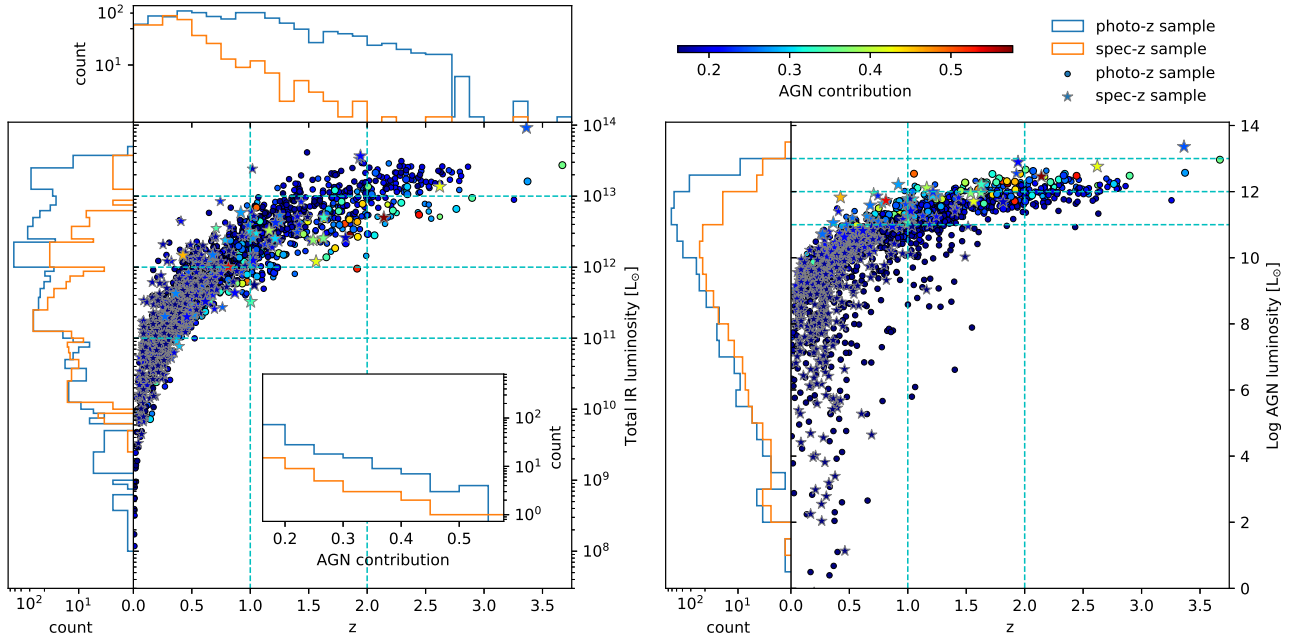 10²
10¹
count
0.2 0.3 0.4 0.5
AGN contribution
photo-z sample
spec-z sample
photo-z sample
spec-z sample
10¹⁴
10¹³
10¹²
10¹¹
10¹⁰
10⁹
10⁸
Total IR luminosity [L☉]
10²
10¹
10⁰
count
0.2 0.3 0.4 0.5
AGN contribution
10² 10¹
count
0.0 0.5 1.0 1.5 2.0 2.5 3.0 3.5
z
14
12
10
8
6
4
2
0
Log AGN luminosity [L☉]
10² 10¹
count
0.0 0.5 1.0 1.5 2.0 2.5 3.0 3.5
z